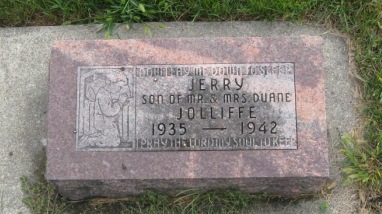 NOW I LAY ME DOWN TO SLEEP
JERRY
SON OF MR. & MRS. DUANE
JOLLIFFE
1935 — 1942
I PRAY THE LORD MY SOUL TO KEEP